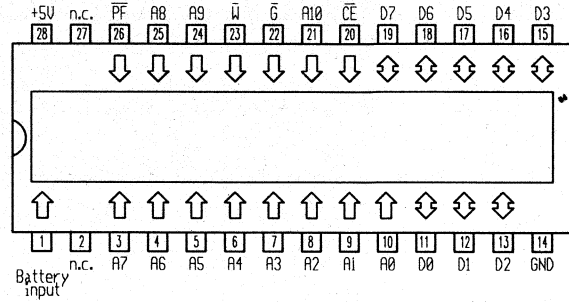 +5V n.c. P̅F̅ A8 A9 W̅ G̅ A10 C̅E̅ D7 D6 D5 D4 D3
28 27 26 25 24 23 22 21 20 19 18 17 16 15
1 2 3 4 5 6 7 8 9 10 11 12 13 14
n.c. A7 A6 A5 A4 A3 A2 A1 A0 D0 D1 D2 GND
Battery
input